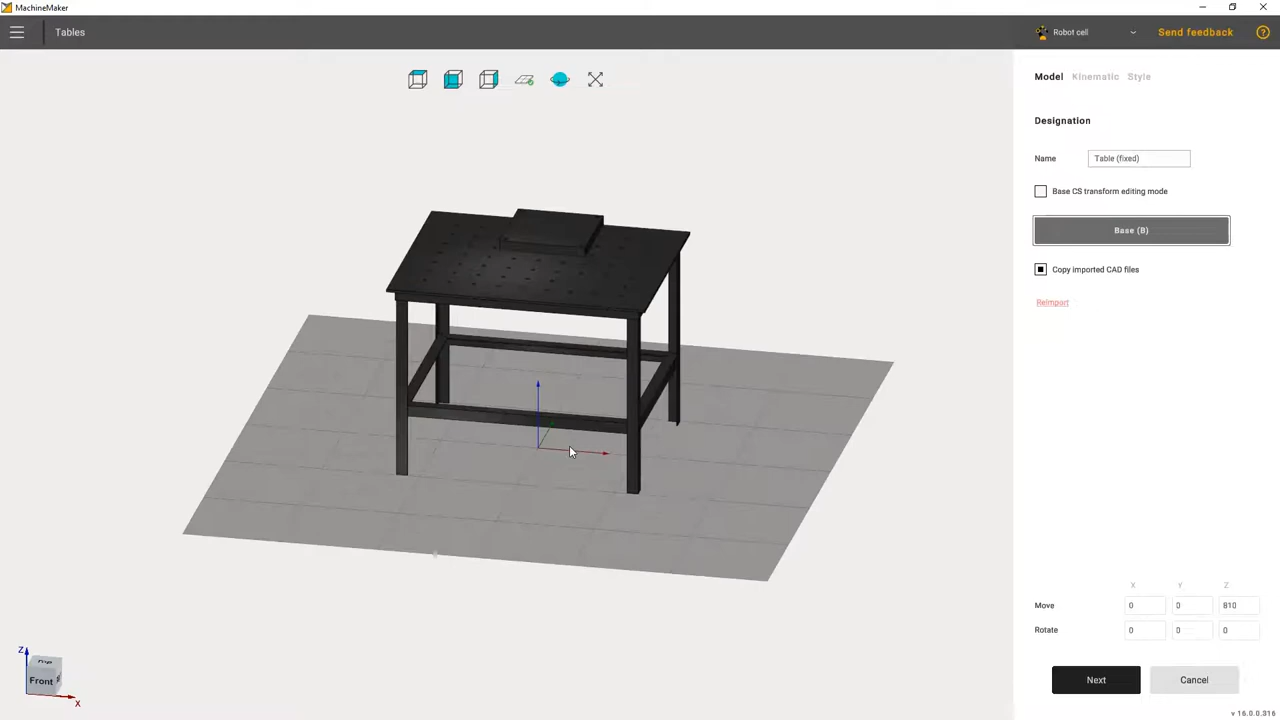 MachineMaker
Tables
Robot cell
Send feedback
?
Model Kinematic Style
Designation
Name Table (fixed)
Base CS transform editing mode
Base (B)
Copy imported CAD files
Reimport
X Y Z
Move 0 0 810
Rotate 0 0 0
Next Cancel
v 16.0.0.316
Z
Top
Front
X